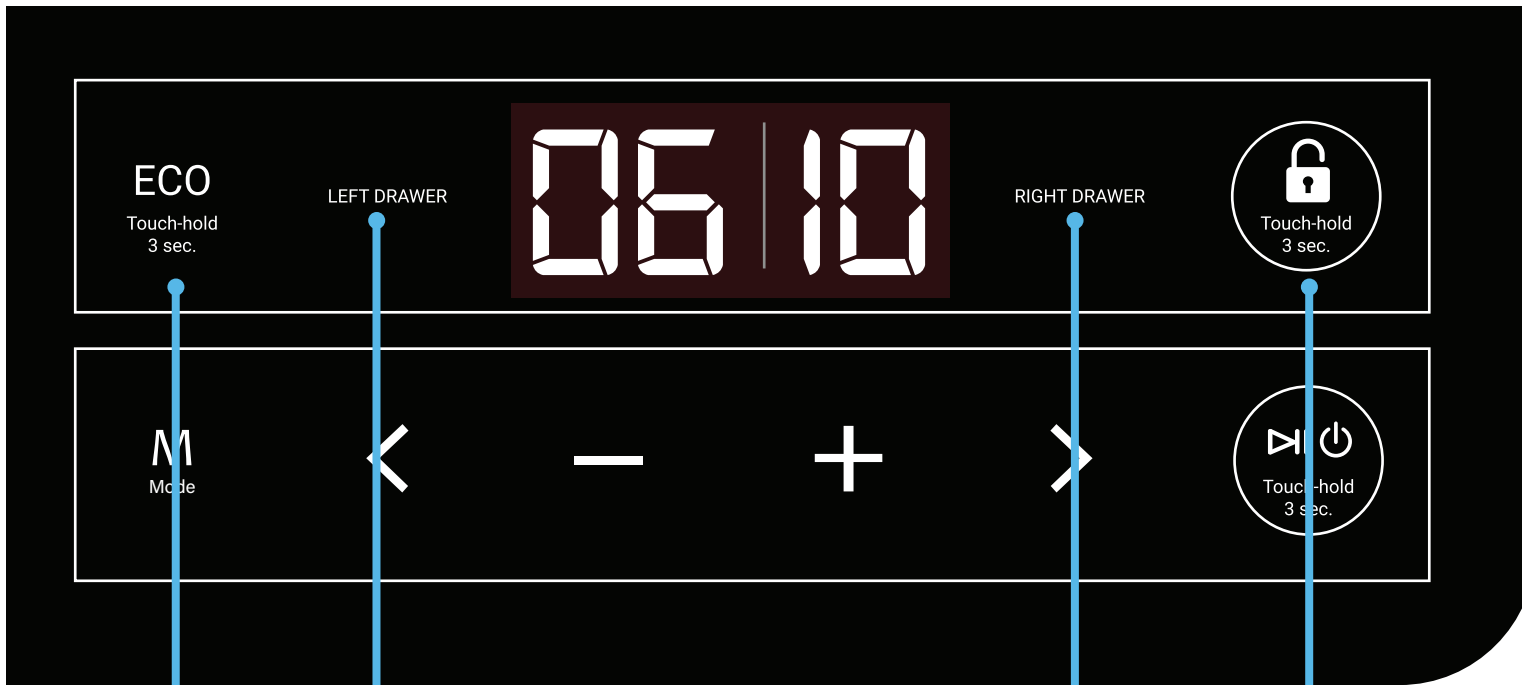 ECO
Touch-hold
3 sec.
LEFT DRAWER
06 10
RIGHT DRAWER
Touch-hold
3 sec.
M
Mode
< − + >
Touch-hold
3 sec.